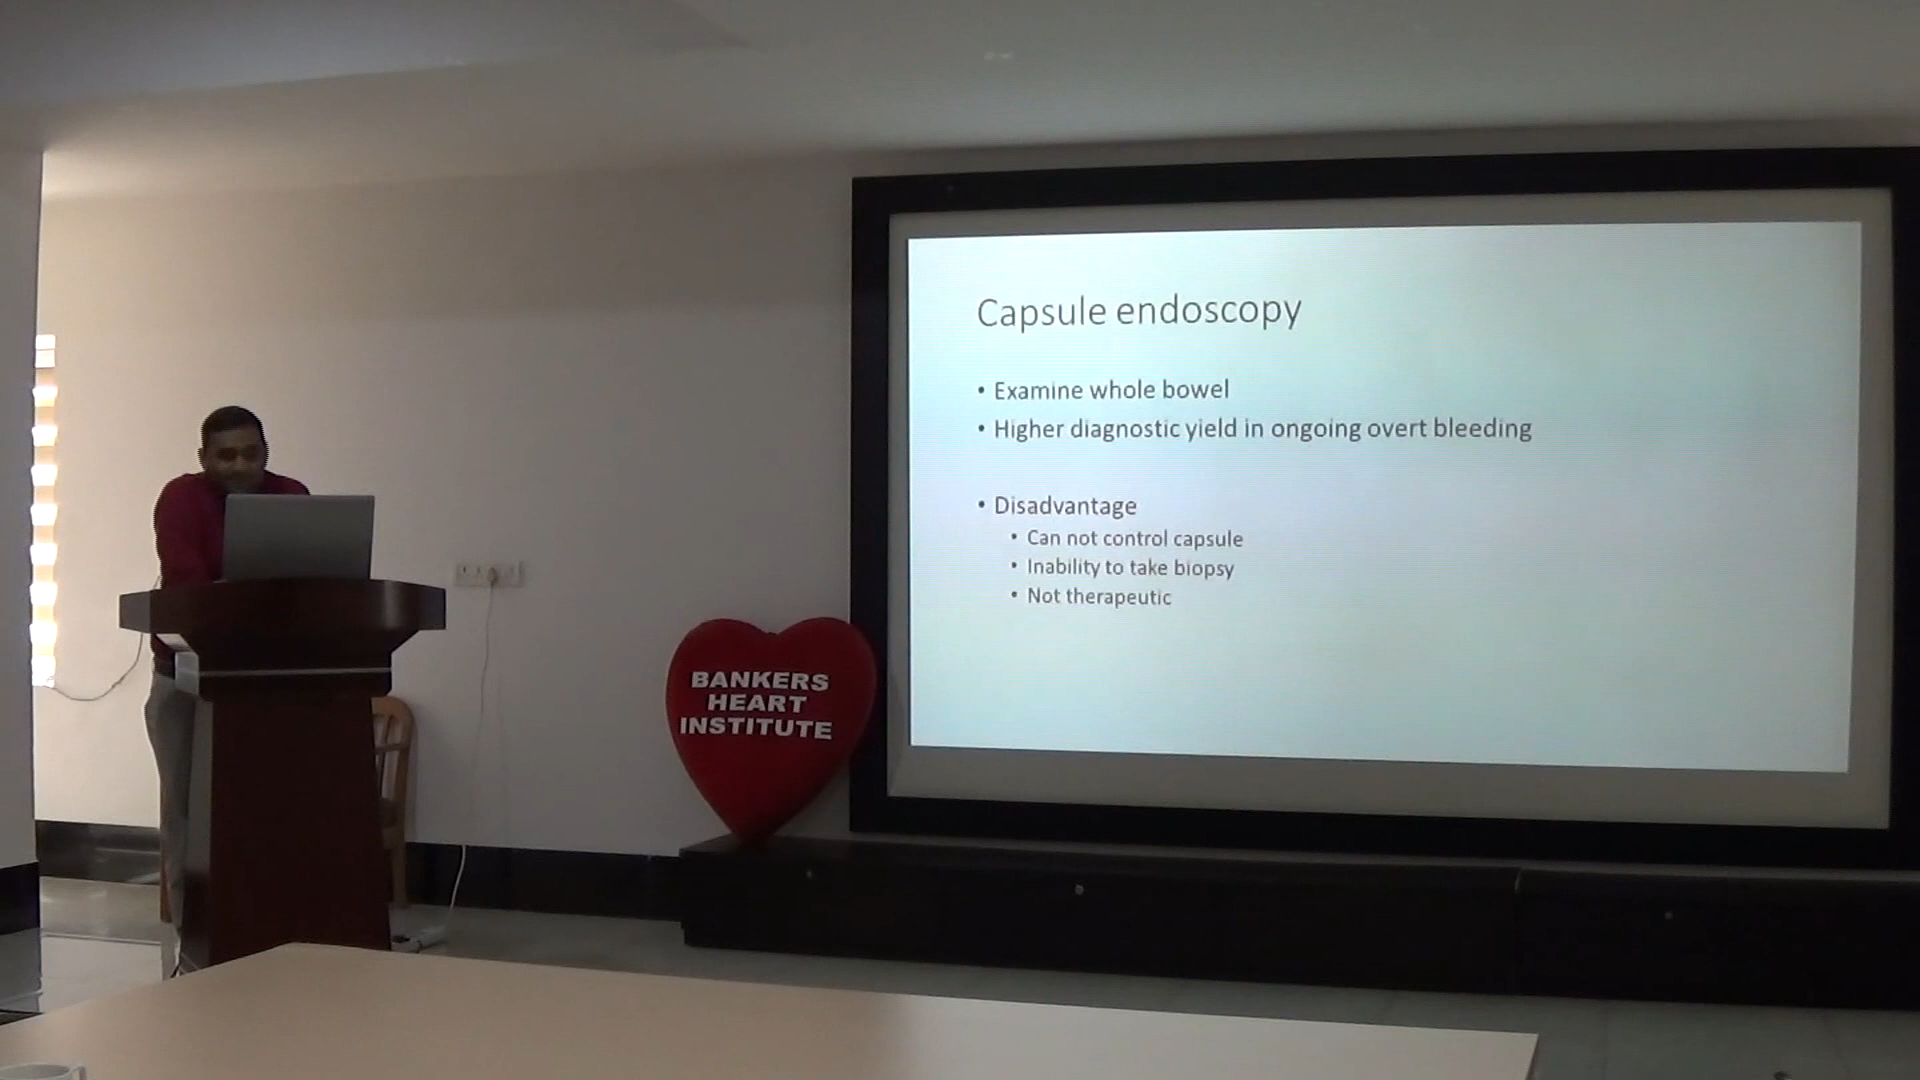 Capsule endoscopy
• Examine whole bowel
• Higher diagnostic yield in ongoing overt bleeding
• Disadvantage
• Can not control capsule
• Inability to take biopsy
• Not therapeutic
BANKERS
HEART
INSTITUTE